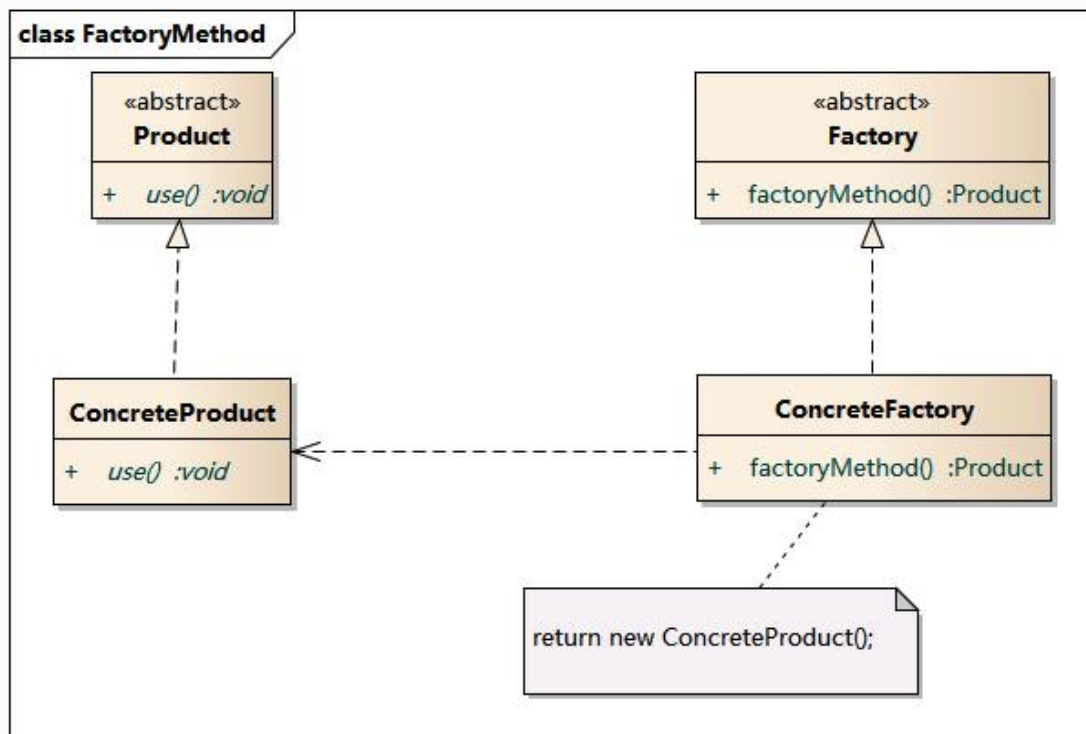 class FactoryMethod
«abstract»
Product
+ use() :void
«abstract»
Factory
+ factoryMethod() :Product
ConcreteProduct
+ use() :void
ConcreteFactory
+ factoryMethod() :Product
return new ConcreteProduct();